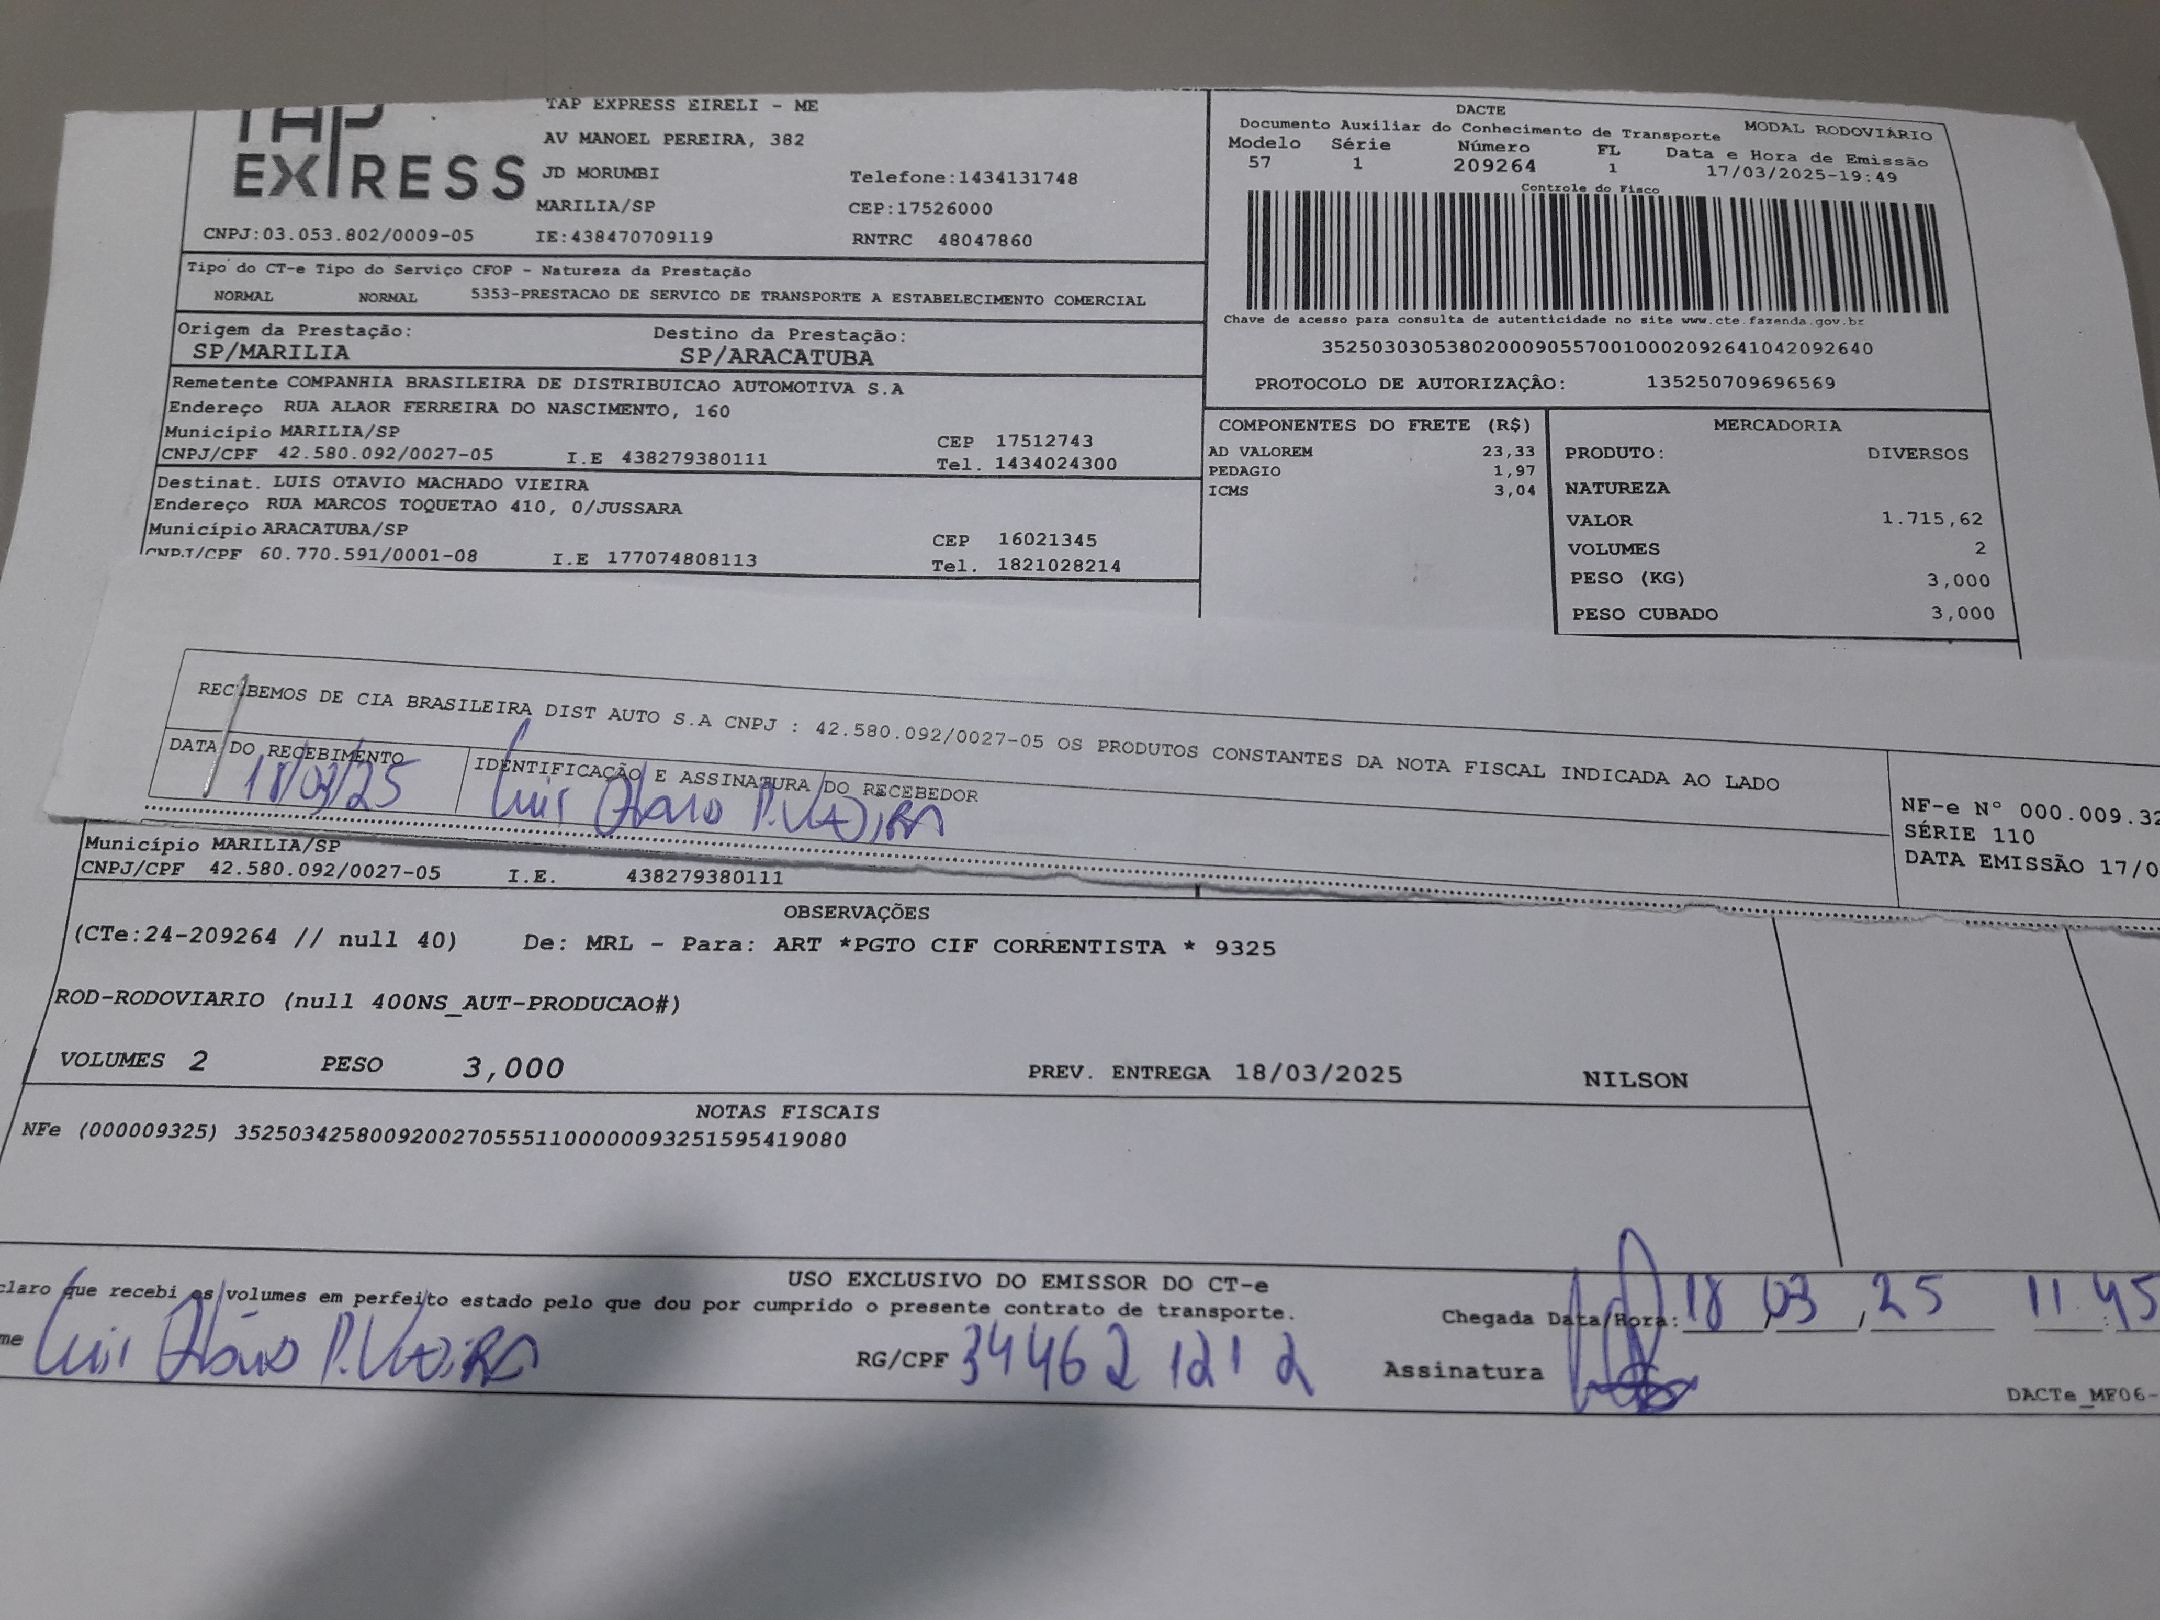 TAP
EXPRESS
TAP EXPRESS EIRELI - ME
AV MANOEL PEREIRA, 382
JD MORUMBI Telefone:1434131748
MARILIA/SP CEP:17526000
CNPJ:03.053.802/0009-05 IE:438470709119 RNTRC 48047860
Tipo do CT-e Tipo do Serviço CFOP - Natureza da Prestação
NORMAL NORMAL 5353-PRESTACAO DE SERVICO DE TRANSPORTE A ESTABELECIMENTO COMERCIAL
Origem da Prestação: Destino da Prestação:
SP/MARILIA SP/ARACATUBA
Remetente COMPANHIA BRASILEIRA DE DISTRIBUICAO AUTOMOTIVA S.A
Endereço RUA ALAOR FERREIRA DO NASCIMENTO, 160
Município MARILIA/SP CEP 17512743
CNPJ/CPF 42.580.092/0027-05 I.E 438279380111 Tel. 1434024300
Destinat. LUIS OTAVIO MACHADO VIEIRA
Endereço RUA MARCOS TOQUETAO 410, 0/JUSSARA
Município ARACATUBA/SP CEP 16021345
CNPJ/CPF 60.770.591/0001-08 I.E 177074808113 Tel. 1821028214
DACTE
Documento Auxiliar do Conhecimento de Transporte MODAL RODOVIÁRIO
Modelo Série Número FL Data e Hora de Emissão
57 1 209264 1 17/03/2025-19:49
Controle do Fisco
Chave de acesso para consulta de autenticidade no site www.cte.fazenda.gov.br
35250303053802000905570010002092641042092640
PROTOCOLO DE AUTORIZAÇÃO: 135250709696569
COMPONENTES DO FRETE (R$)
AD VALOREM 23,33
PEDAGIO 1,97
ICMS 3,04
MERCADORIA
PRODUTO: DIVERSOS
NATUREZA
VALOR 1.715,62
VOLUMES 2
PESO (KG) 3,000
PESO CUBADO 3,000
RECEBEMOS DE CIA BRASILEIRA DIST AUTO S.A CNPJ : 42.580.092/0027-05 OS PRODUTOS CONSTANTES DA NOTA FISCAL INDICADA AO LADO
DATA DO RECEBIMENTO IDENTIFICAÇÃO E ASSINATURA DO RECEBEDOR
18/03/25 Luis Otávio P. Vieira
NF-e N° 000.009.32
SÉRIE 110
DATA EMISSÃO 17/0
Município MARILIA/SP
CNPJ/CPF 42.580.092/0027-05 I.E. 438279380111
OBSERVAÇÕES
(CTe:24-209264 // null 40) De: MRL - Para: ART *PGTO CIF CORRENTISTA * 9325
ROD-RODOVIARIO (null 400NS_AUT-PRODUCAO#)
VOLUMES 2 PESO 3,000 PREV. ENTREGA 18/03/2025 NILSON
NOTAS FISCAIS
NFe (000009325) 35250342580092002705551100000093251595419080
USO EXCLUSIVO DO EMISSOR DO CT-e
claro que recebi os volumes em perfeito estado pelo que dou por cumprido o presente contrato de transporte.
Chegada Data/Hora: 18 03 25 11:45
me Luis Otávio P. Vieira RG/CPF 344621212 Assinatura
DACTe_MF06-